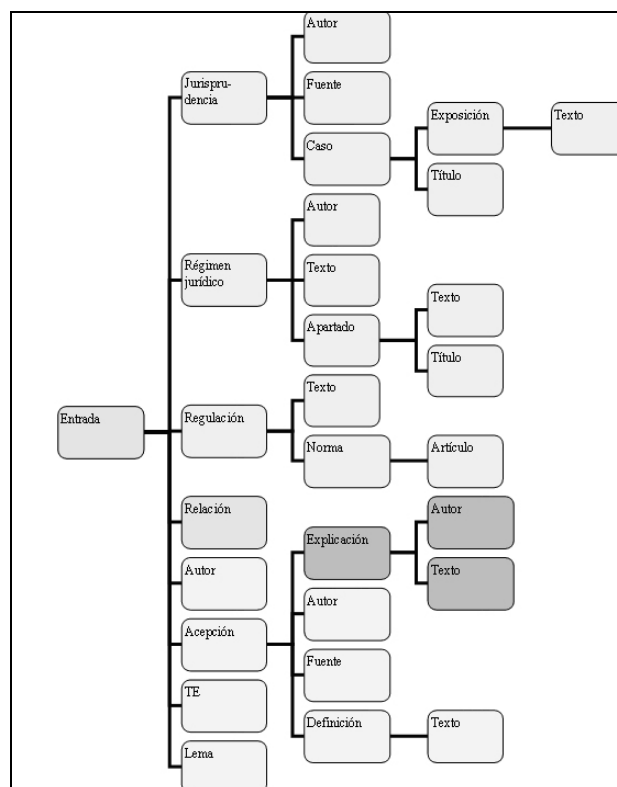 Autor
Jurispru-
dencia
Fuente
Exposición
Texto
Caso
Título
Autor
Régimen
jurídico
Texto
Texto
Apartado
Título
Texto
Entrada
Regulación
Norma
Artículo
Relación
Autor
Explicación
Autor
Texto
Autor
Acepción
Fuente
TE
Definición
Texto
Lema